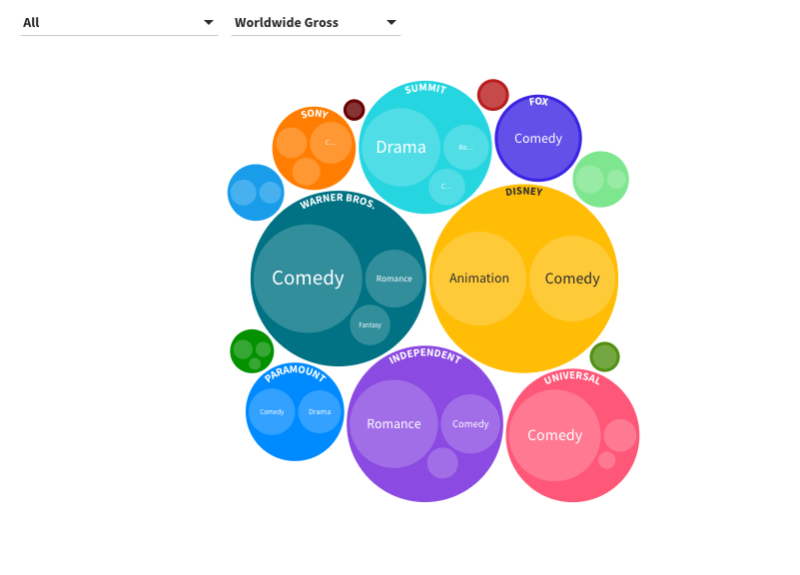 All
Worldwide Gross
SUMMIT
FOX
SONY
Comedy
C...
Drama
Ro...
C...
WARNER BROS.
DISNEY
Comedy
Romance
Animation
Comedy
Fantasy
INDEPENDENT
PARAMOUNT
UNIVERSAL
Comedy
Drama
Romance
Comedy
Comedy